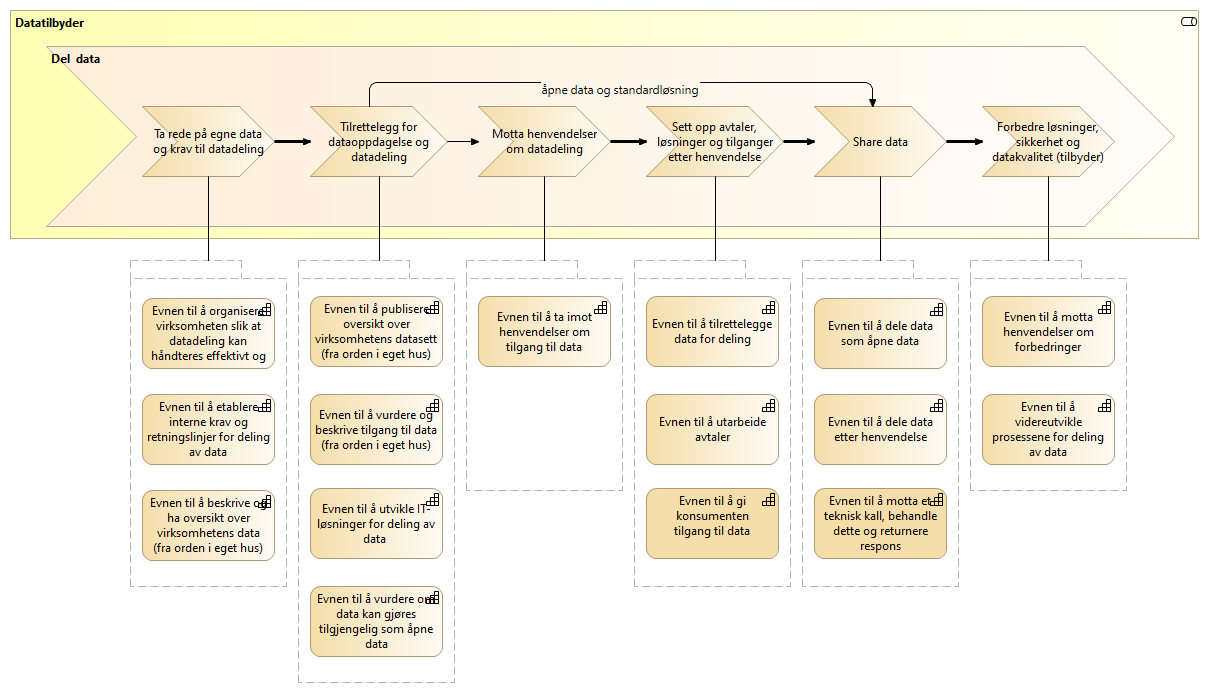 Datatilbyder
Del data
åpne data og standardløsning
Ta rede på egne data
og krav til datadeling
Tilrettelegg for
dataoppdagelse og
datadeling
Motta henvendelser
om datadeling
Sett opp avtaler,
løsninger og tilganger
etter henvendelse
Share data
Forbedre løsninger,
sikkerhet og
datakvalitet (tilbyder)
Evnen til å organisere
virksomheten slik at
datadeling kan
håndteres effektivt og
Evnen til å etablere
interne krav og
retningslinjer for deling
av data
Evnen til å beskrive og
ha oversikt over
virksomhetens data
(fra orden i eget hus)
Evnen til å publisere
oversikt over
virksomhetens datasett
(fra orden i eget hus)
Evnen til å vurdere og
beskrive tilgang til data
(fra orden i eget hus)
Evnen til å utvikle IT-
løsninger for deling av
data
Evnen til å vurdere om
data kan gjøres
tilgjengelig som åpne
data
Evnen til å ta imot
henvendelser om
tilgang til data
Evnen til å tilrettelegge
data for deling
Evnen til å utarbeide
avtaler
Evnen til å gi
konsumenten
tilgang til data
Evnen til å dele data
som åpne data
Evnen til å dele data
etter henvendelse
Evnen til å motta et
teknisk kall, behandle
dette og returnere
respons
Evnen til å motta
henvendelser om
forbedringer
Evnen til å
videreutvikle
prosessene for deling
av data